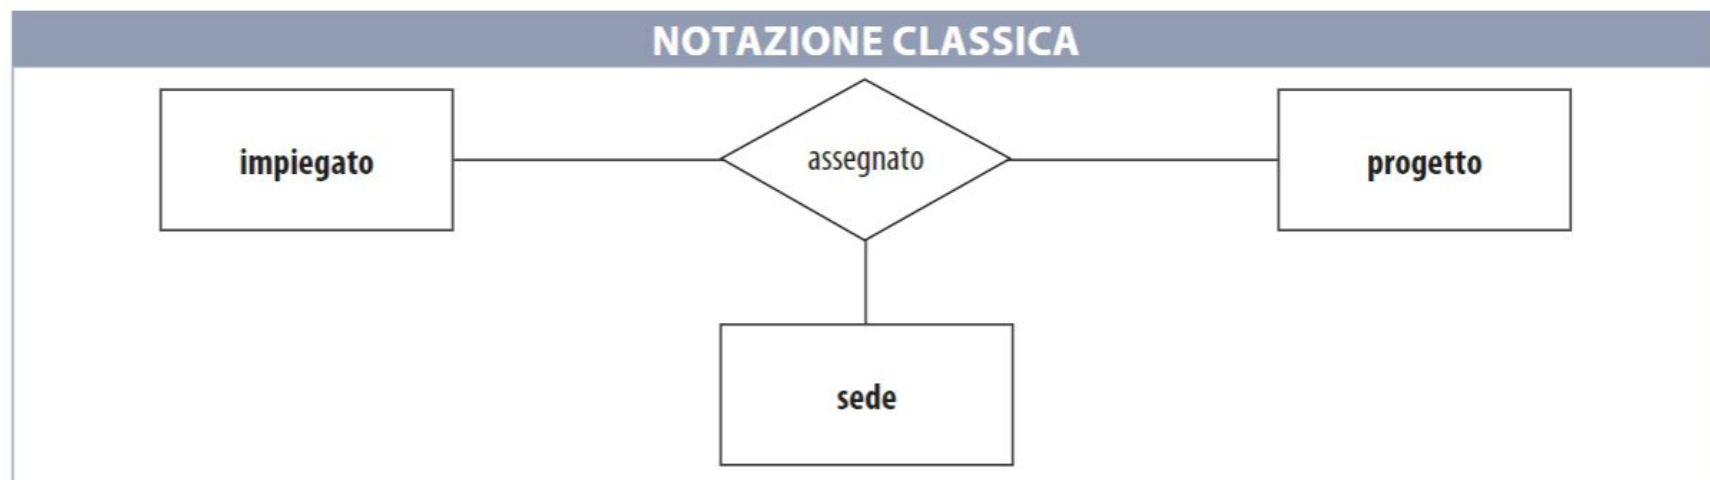 NOTAZIONE CLASSICA
impiegato
assegnato
progetto
sede